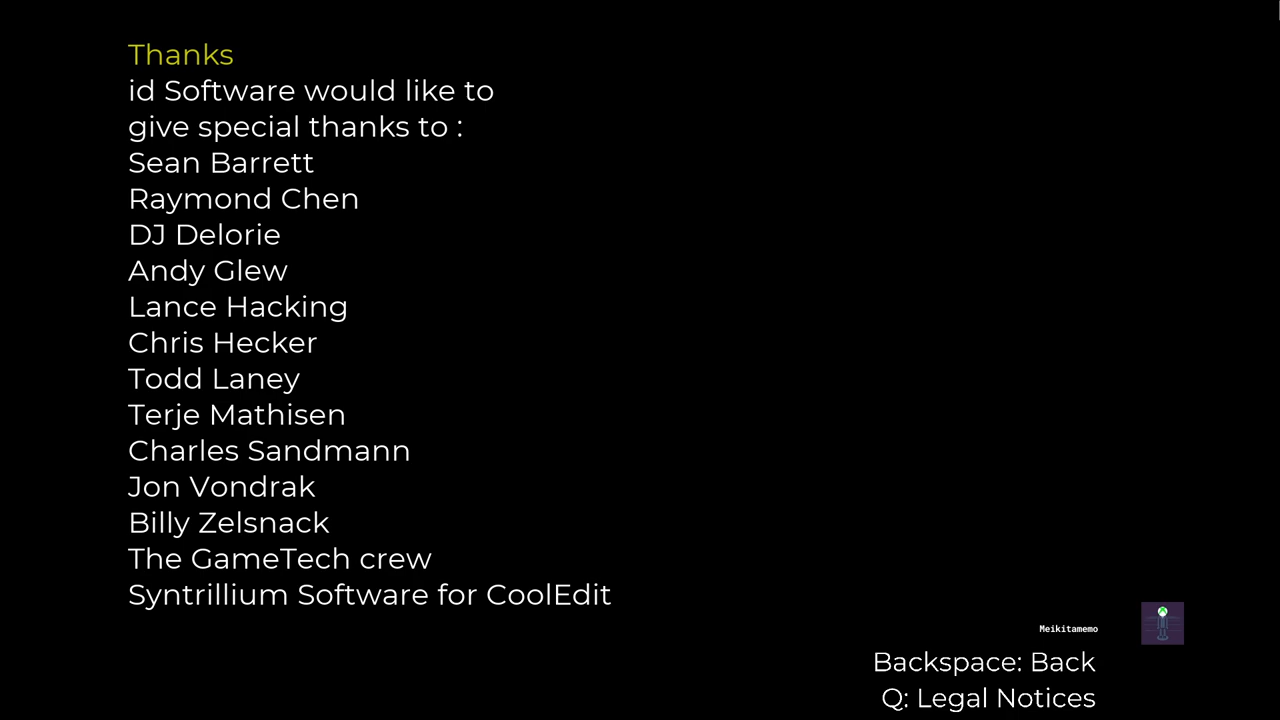 Thanks
id Software would like to
give special thanks to :
Sean Barrett
Raymond Chen
DJ Delorie
Andy Glew
Lance Hacking
Chris Hecker
Todd Laney
Terje Mathisen
Charles Sandmann
Jon Vondrak
Billy Zelsnack
The GameTech crew
Syntrillium Software for CoolEdit
Meikitamemo
Backspace: Back
Q: Legal Notices